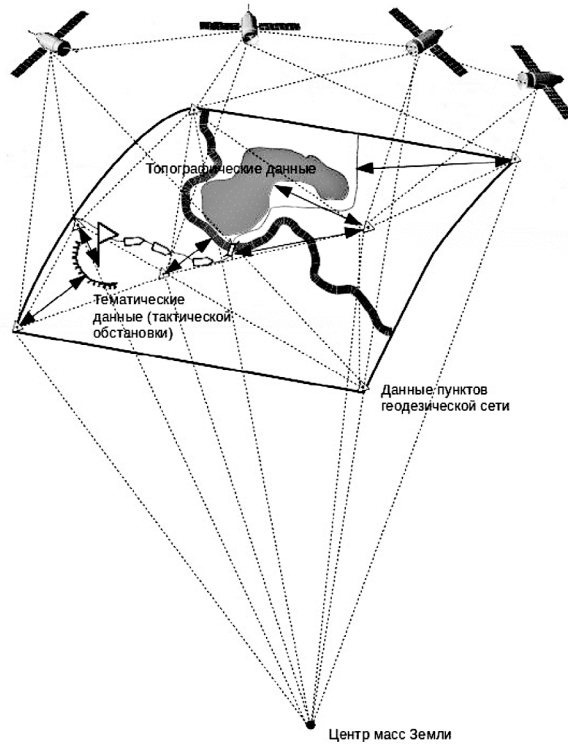 Топографические данные
Тематические
данные (тактической
обстановки)
Данные пунктов
геодезической сети
Центр масс Земли